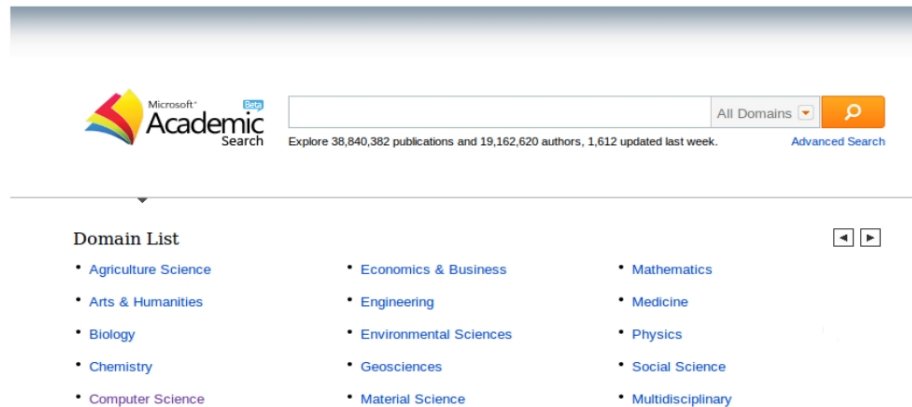 Microsoft® Beta
Academic
Search
All Domains
Explore 38,840,382 publications and 19,162,620 authors, 1,612 updated last week.
Advanced Search
Domain List
• Agriculture Science
• Arts & Humanities
• Biology
• Chemistry
• Computer Science
• Economics & Business
• Engineering
• Environmental Sciences
• Geosciences
• Material Science
• Mathematics
• Medicine
• Physics
• Social Science
• Multidisciplinary